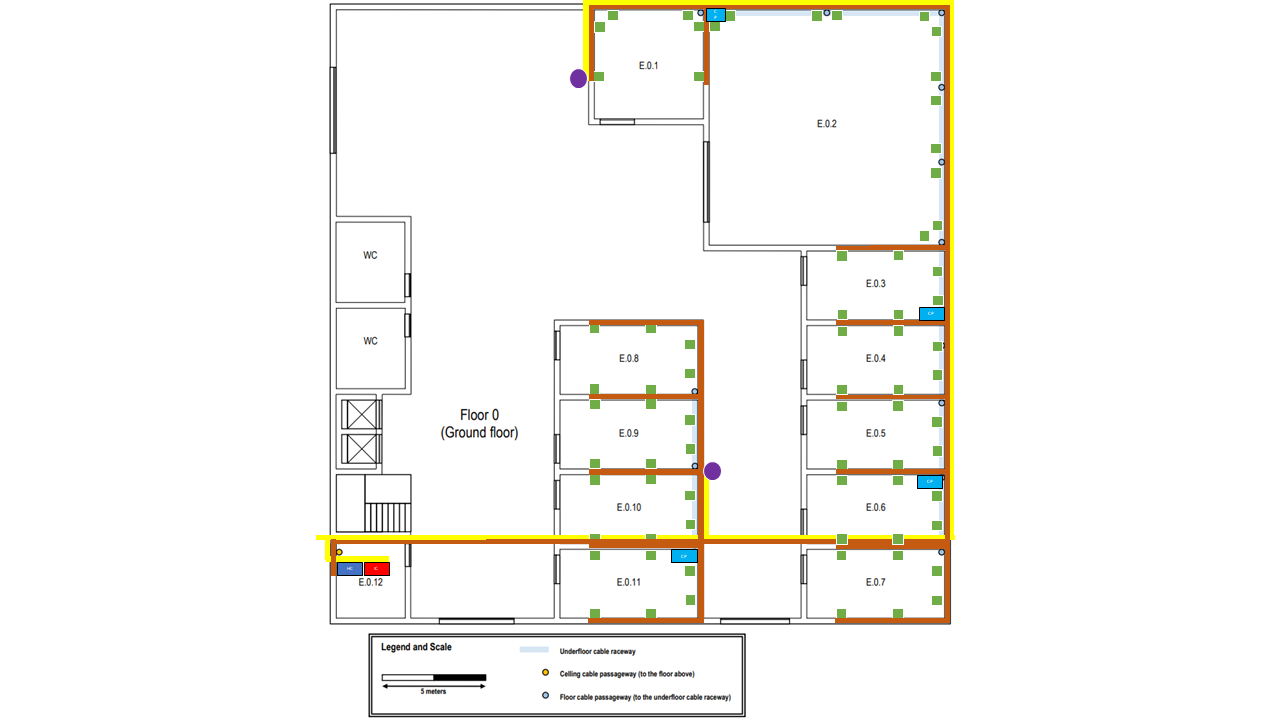 E.0.1
E.0.2
WC
E.0.3
CP
WC
E.0.8
E.0.4
Floor 0
(Ground floor)
E.0.9
E.0.5
CP
E.0.10
E.0.6
CP
HC
IC
E.0.12
E.0.11
E.0.7
Legend and Scale
5 meters
Underfloor cable raceway
Celling cable passageway (to the floor above)
Floor cable passageway (to the underfloor cable raceway)